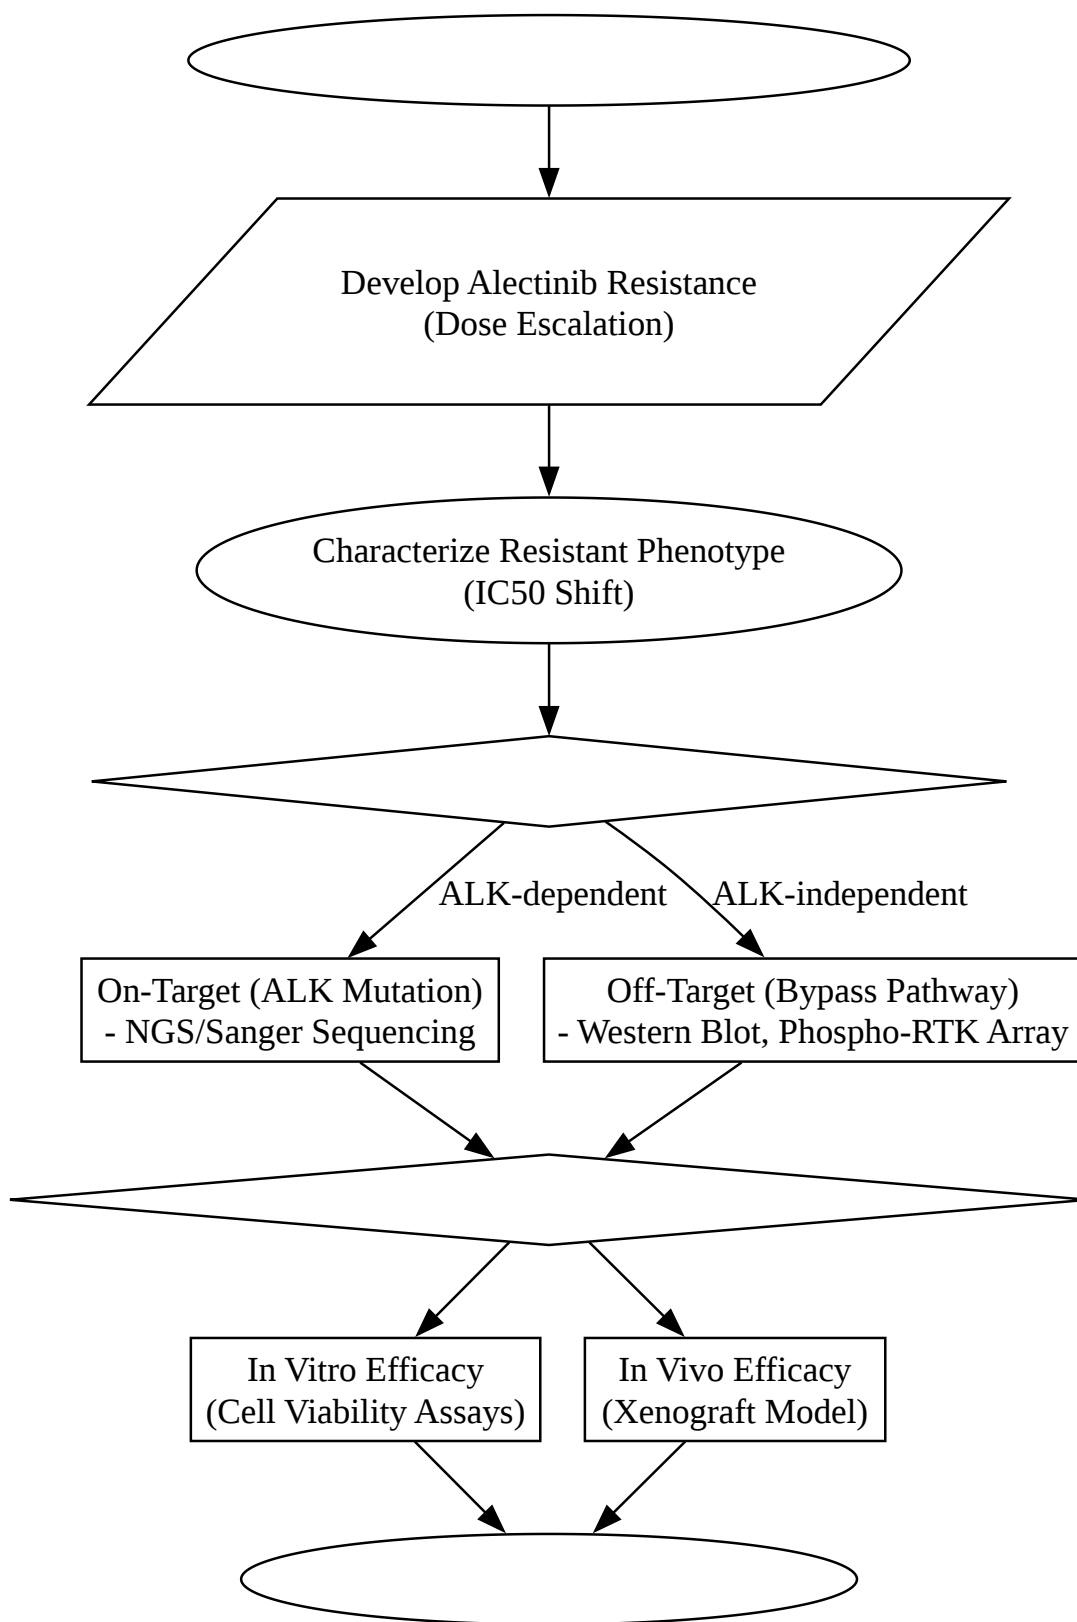 Develop Alectinib Resistance
(Dose Escalation)
Characterize Resistant Phenotype
(IC50 Shift)
ALK-dependent
ALK-independent
On-Target (ALK Mutation)
- NGS/Sanger Sequencing
Off-Target (Bypass Pathway)
- Western Blot, Phospho-RTK Array
In Vitro Efficacy
(Cell Viability Assays)
In Vivo Efficacy
(Xenograft Model)